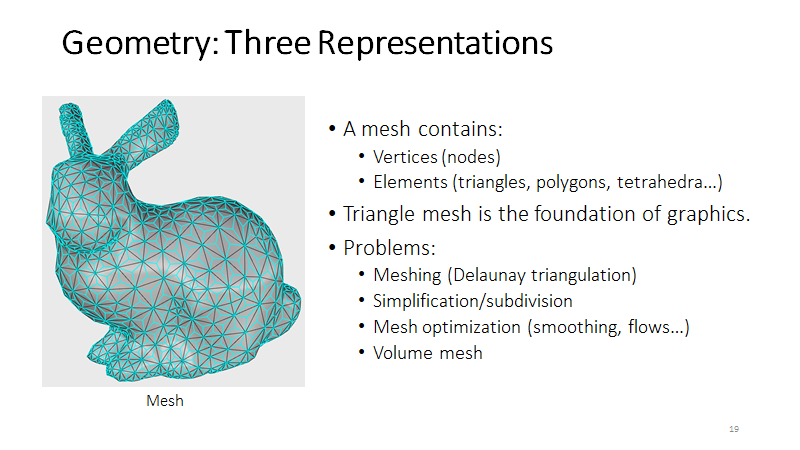 Geometry: Three Representations
• A mesh contains:
• Vertices (nodes)
• Elements (triangles, polygons, tetrahedra…)
• Triangle mesh is the foundation of graphics.
• Problems:
• Meshing (Delaunay triangulation)
• Simplification/subdivision
• Mesh optimization (smoothing, flows…)
• Volume mesh
Mesh
19